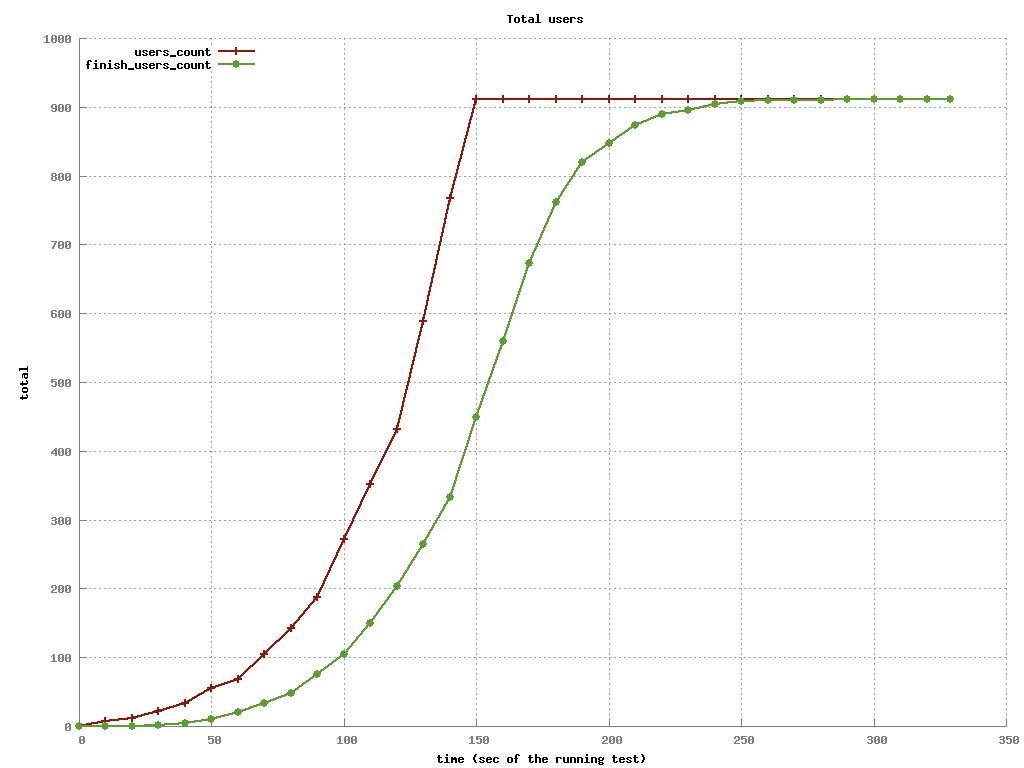 Total users
users_count
finish_users_count
1000
900
800
700
600
500
400
300
200
100
0
total
0 50 100 150 200 250 300 350
time (sec of the running test)